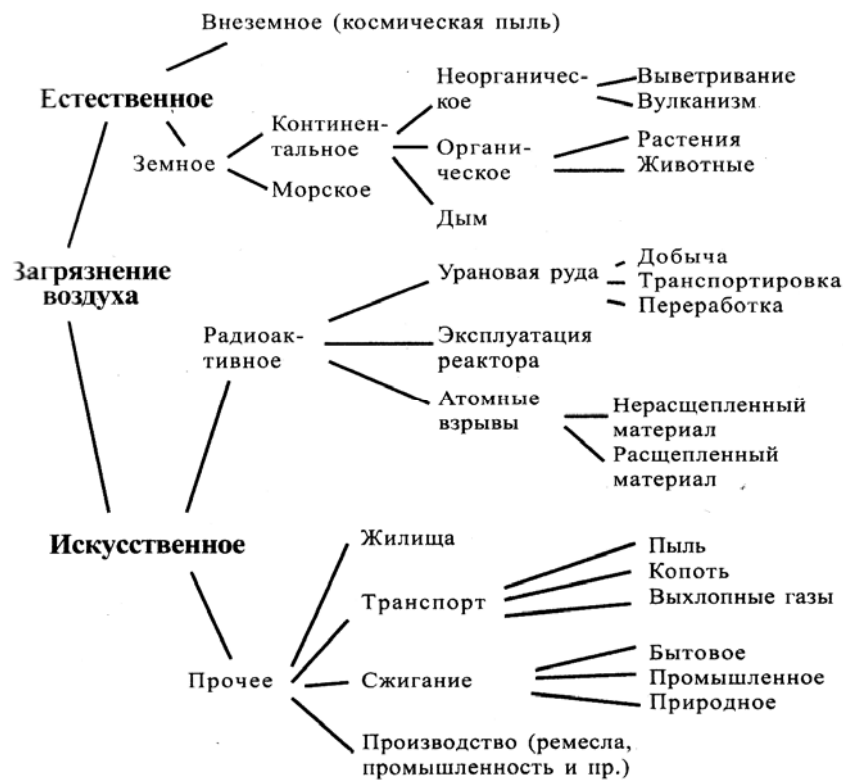 Внеземное (космическая пыль)
Естественное
Неорганичес-
кое
Выветривание
Вулканизм
Континен-
тальное
Земное
Морское
Органи-
ческое
Растения
Животные
Дым
Загрязнение
воздуха
Урановая руда
Добыча
Транспортировка
Переработка
Радиоак-
тивное
Эксплуатация
реактора
Атомные
взрывы
Нерасщепленный
материал
Расщепленный
материал
Искусственное
Жилища
Транспорт
Пыль
Копоть
Выхлопные газы
Прочее
Сжигание
Бытовое
Промышленное
Природное
Производство (ремесла,
промышленность и пр.)